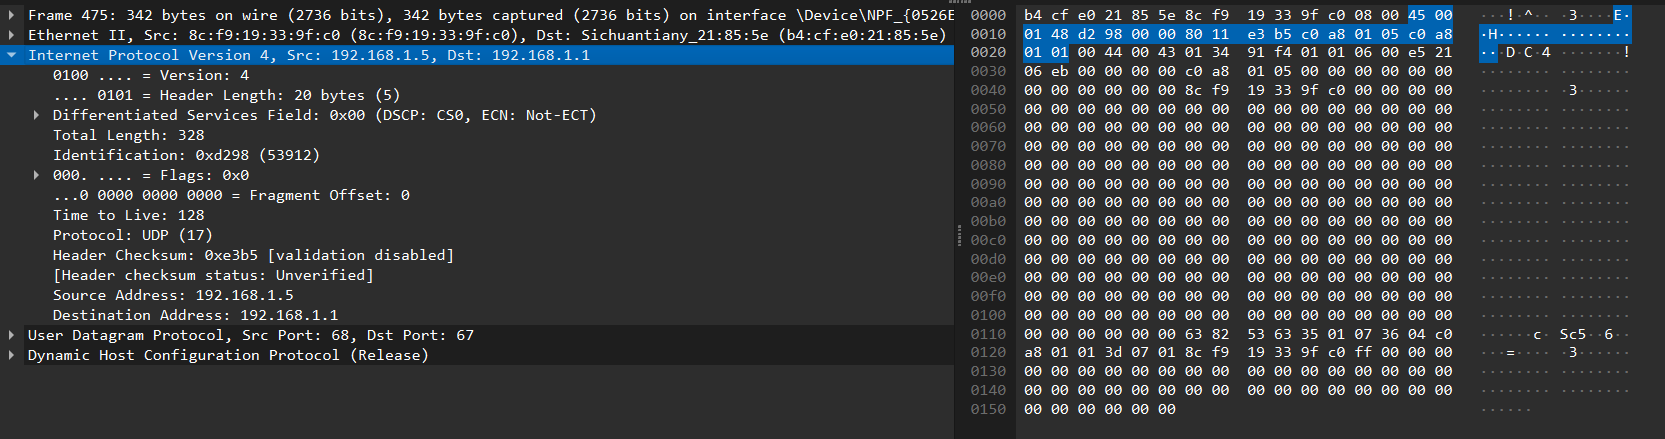 Frame 475: 342 bytes on wire (2736 bits), 342 bytes captured (2736 bits) on interface \Device\NPF_{0526E
Ethernet II, Src: 8c:f9:19:33:9f:c0 (8c:f9:19:33:9f:c0), Dst: Sichuantiany_21:85:5e (b4:cf:e0:21:85:5e)
Internet Protocol Version 4, Src: 192.168.1.5, Dst: 192.168.1.1
0100 .... = Version: 4
.... 0101 = Header Length: 20 bytes (5)
Differentiated Services Field: 0x00 (DSCP: CS0, ECN: Not-ECT)
Total Length: 328
Identification: 0xd298 (53912)
000. .... = Flags: 0x0
...0 0000 0000 0000 = Fragment Offset: 0
Time to Live: 128
Protocol: UDP (17)
Header Checksum: 0xe3b5 [validation disabled]
[Header checksum status: Unverified]
Source Address: 192.168.1.5
Destination Address: 192.168.1.1
User Datagram Protocol, Src Port: 68, Dst Port: 67
Dynamic Host Configuration Protocol (Release)
0000 b4 cf e0 21 85 5e 8c f9 19 33 9f c0 08 00 45 00 ···!·^·· ·3····E·
0010 01 48 d2 98 00 00 80 11 e3 b5 c0 a8 01 05 c0 a8 ·H······ ········
0020 01 01 00 44 00 43 01 34 91 f4 01 01 06 00 e5 21 ···D·C·4 ·······!
0030 06 eb 00 00 00 00 c0 a8 01 05 00 00 00 00 00 00 ········ ········
0040 00 00 00 00 00 00 8c f9 19 33 9f c0 00 00 00 00 ········ ·3······
0050 00 00 00 00 00 00 00 00 00 00 00 00 00 00 00 00 ········ ········
0060 00 00 00 00 00 00 00 00 00 00 00 00 00 00 00 00 ········ ········
0070 00 00 00 00 00 00 00 00 00 00 00 00 00 00 00 00 ········ ········
0080 00 00 00 00 00 00 00 00 00 00 00 00 00 00 00 00 ········ ········
0090 00 00 00 00 00 00 00 00 00 00 00 00 00 00 00 00 ········ ········
00a0 00 00 00 00 00 00 00 00 00 00 00 00 00 00 00 00 ········ ········
00b0 00 00 00 00 00 00 00 00 00 00 00 00 00 00 00 00 ········ ········
00c0 00 00 00 00 00 00 00 00 00 00 00 00 00 00 00 00 ········ ········
00d0 00 00 00 00 00 00 00 00 00 00 00 00 00 00 00 00 ········ ········
00e0 00 00 00 00 00 00 00 00 00 00 00 00 00 00 00 00 ········ ········
00f0 00 00 00 00 00 00 00 00 00 00 00 00 00 00 00 00 ········ ········
0100 00 00 00 00 00 00 00 00 00 00 00 00 00 00 00 00 ········ ········
0110 00 00 00 00 00 00 63 82 53 63 35 01 07 36 04 c0 ······c· Sc5··6··
0120 a8 01 01 3d 07 01 8c f9 19 33 9f c0 ff 00 00 00 ···=···· ·3······
0130 00 00 00 00 00 00 00 00 00 00 00 00 00 00 00 00 ········ ········
0140 00 00 00 00 00 00 00 00 00 00 00 00 00 00 00 00 ········ ········
0150 00 00 00 00 00 00 ······